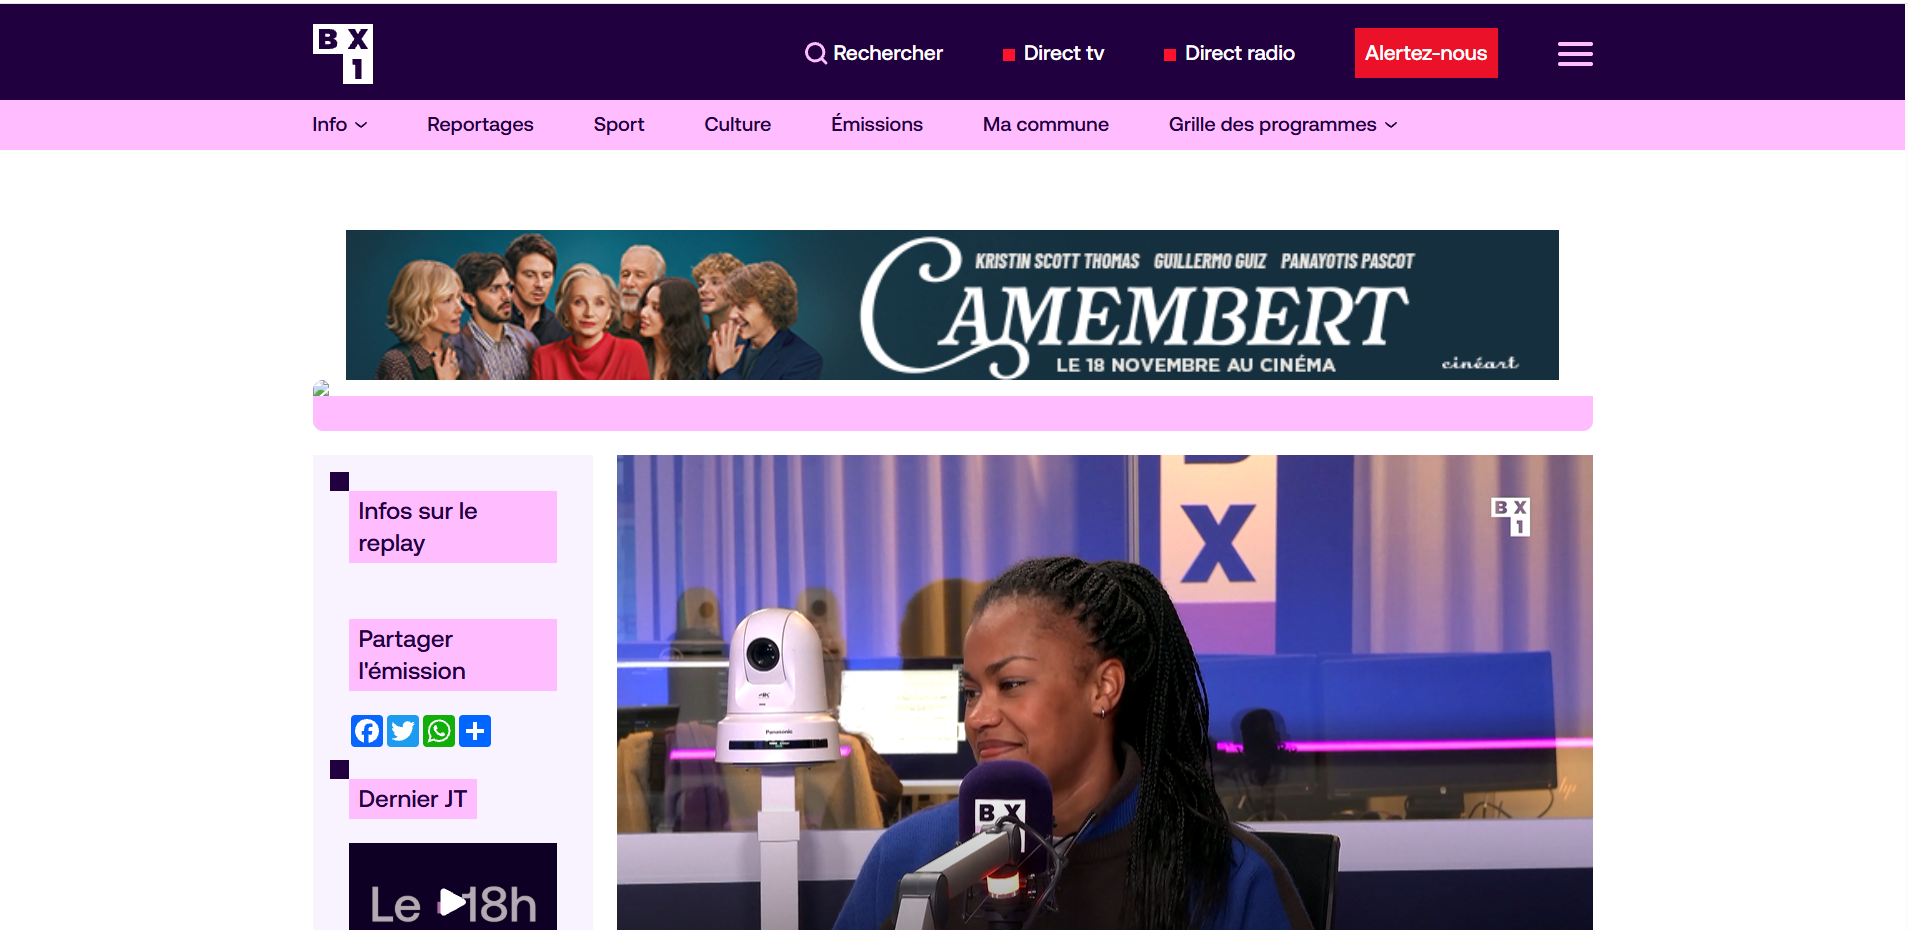 B X
1
Rechercher
Direct tv
Direct radio
Alertez-nous
Info
Reportages
Sport
Culture
Émissions
Ma commune
Grille des programmes
KRISTIN SCOTT THOMAS GUILLERMO GUIZ PANAYOTIS PASCOT
CAMEMBERT
LE 18 NOVEMBRE AU CINÉMA
cinéart
Infos sur le
replay
Partager
l'émission
Dernier JT
Le 18h
X
B X
1
Panasonic
B X